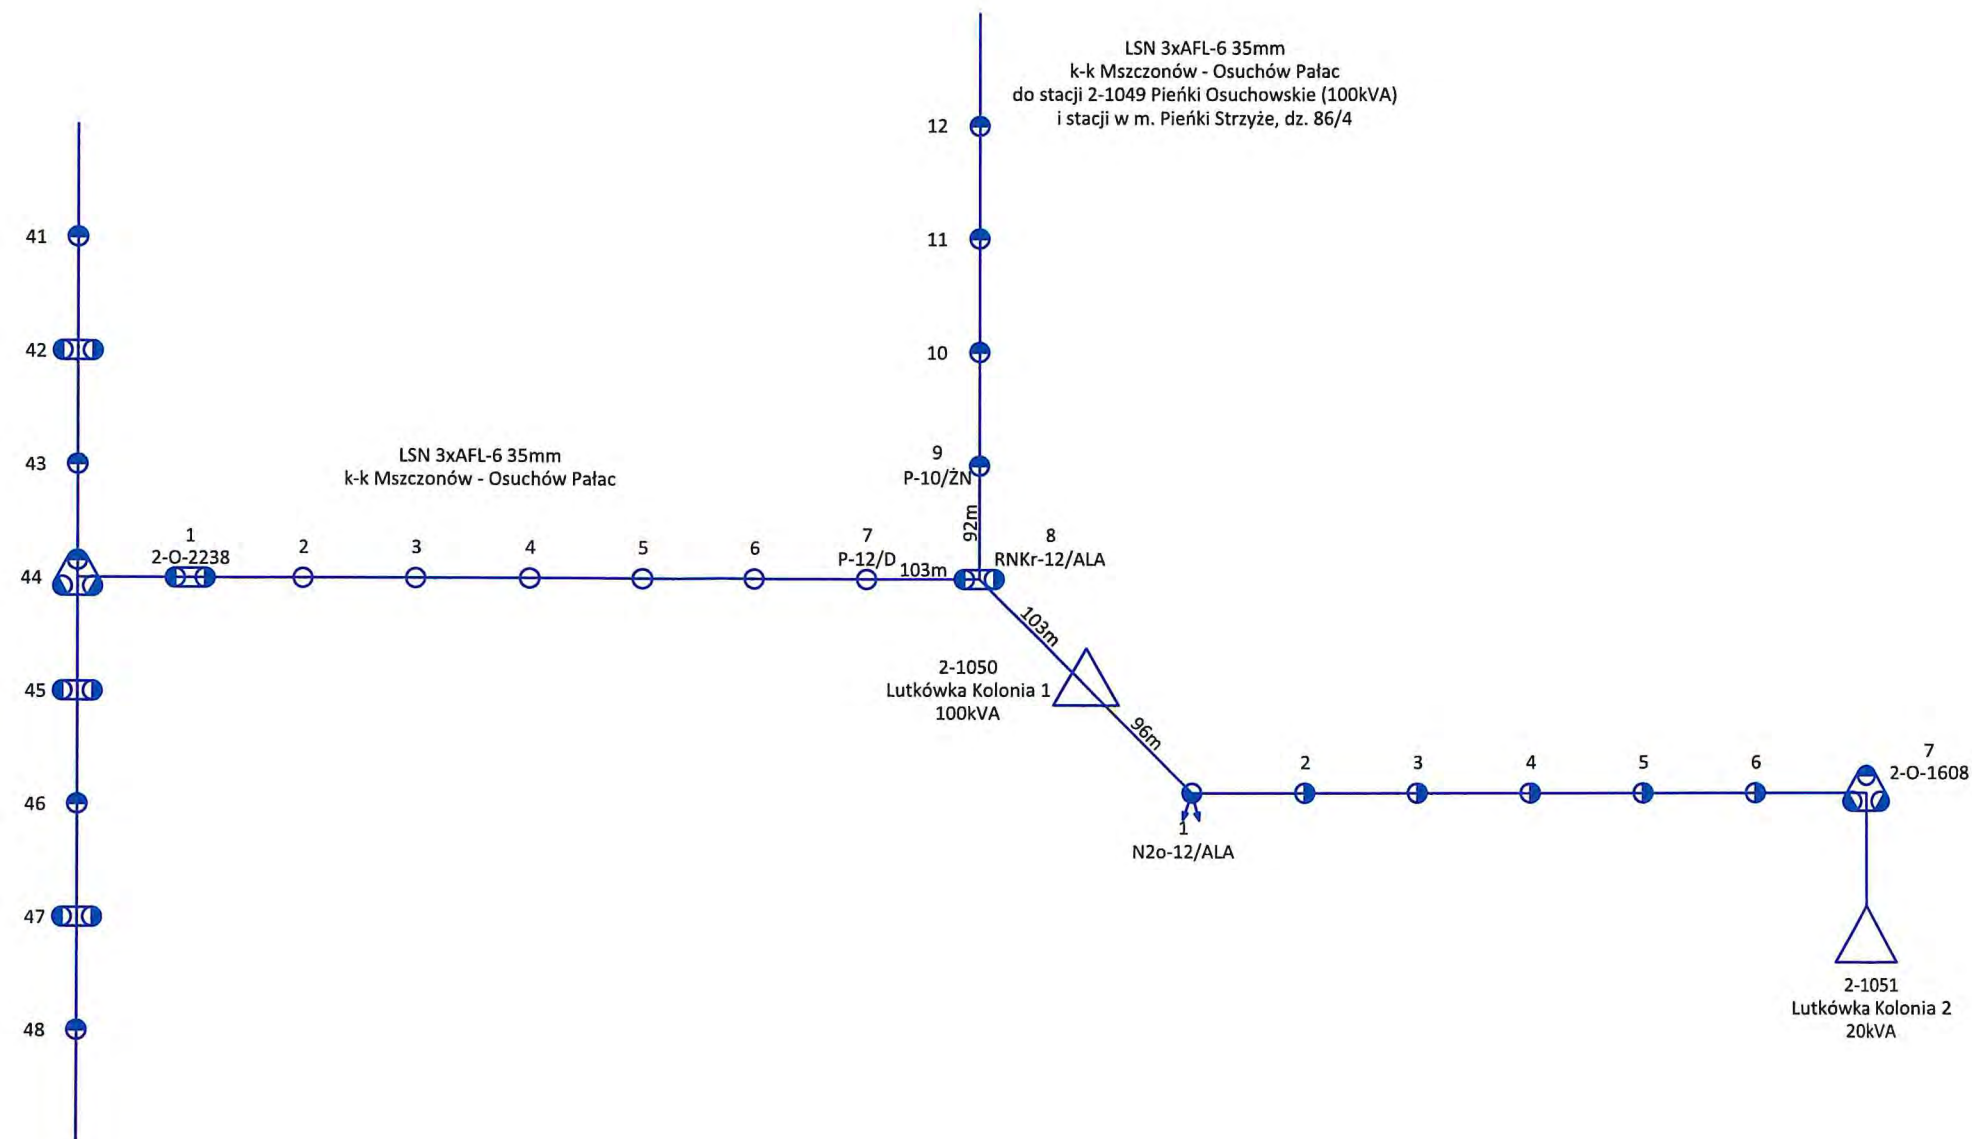 LSN 3xAFL-6 35mm
k-k Mszczonów - Osuchów Pałac
do stacji 2-1049 Pieńki Osuchowskie (100kVA)
i stacji w m. Pieńki Strzyże, dz. 86/4
12
11
10
9
P-10/ŻN
92m
41
42
43
44
45
46
47
48
LSN 3xAFL-6 35mm
k-k Mszczonów - Osuchów Pałac
1
2-O-2238
2
3
4
5
6
7
P-12/D
103m
8
RNKr-12/ALA
103m
2-1050
Lutkówka Kolonia 1
100kVA
96m
1
N2o-12/ALA
2
3
4
5
6
7
2-O-1608
2-1051
Lutkówka Kolonia 2
20kVA